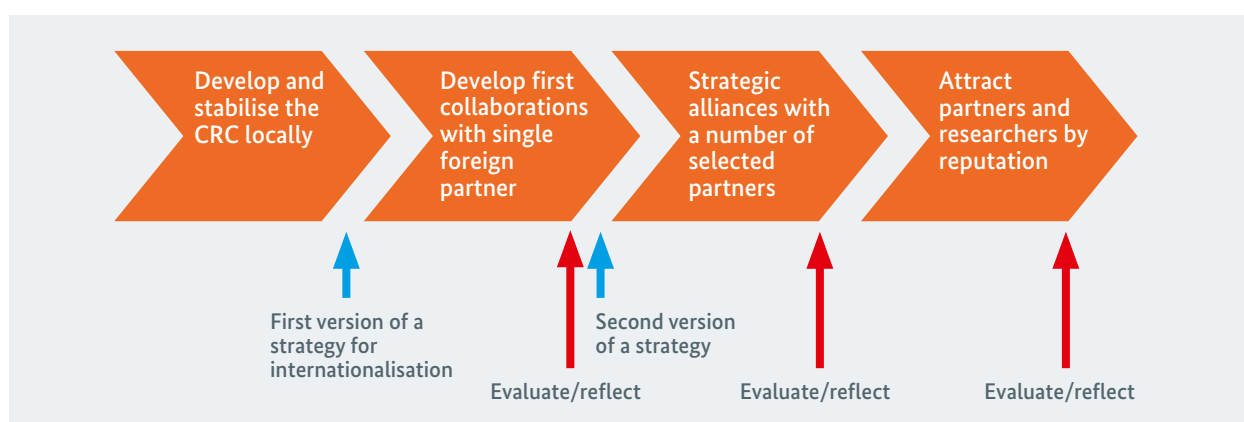 Develop and
stabilise the
CRC locally
Develop first
collaborations
with single
foreign
partner
Strategic
alliances with
a number of
selected
partners
Attract
partners and
researchers by
reputation
First version of a
strategy for
internationalisation
Second version
of a strategy
Evaluate/reflect
Evaluate/reflect
Evaluate/reflect